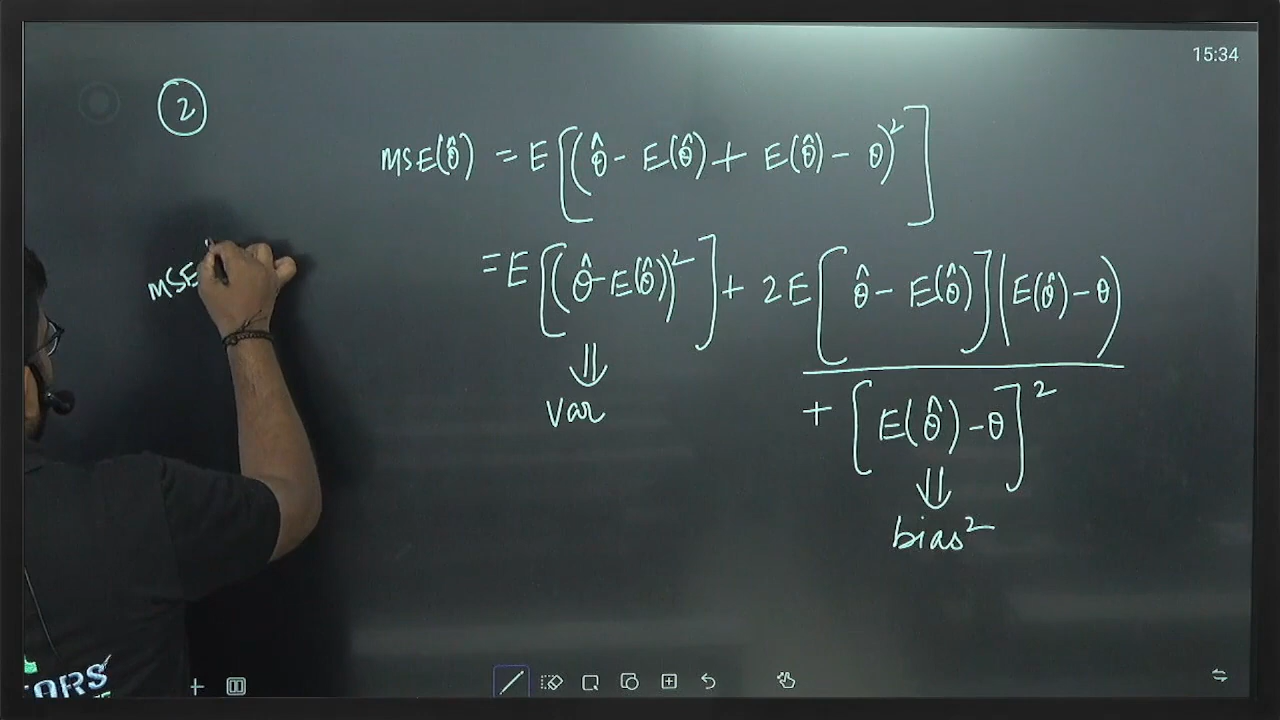 15:34
2
MSE(θ̂) = E[(θ̂ - E(θ̂) + E(θ̂) - θ)²]
= E[(θ̂ - E(θ̂))²] + 2E[θ̂ - E(θ̂)](E(θ̂) - θ)
+ [E(θ̂) - θ]²
⇓
var
⇓
bias²
MSE